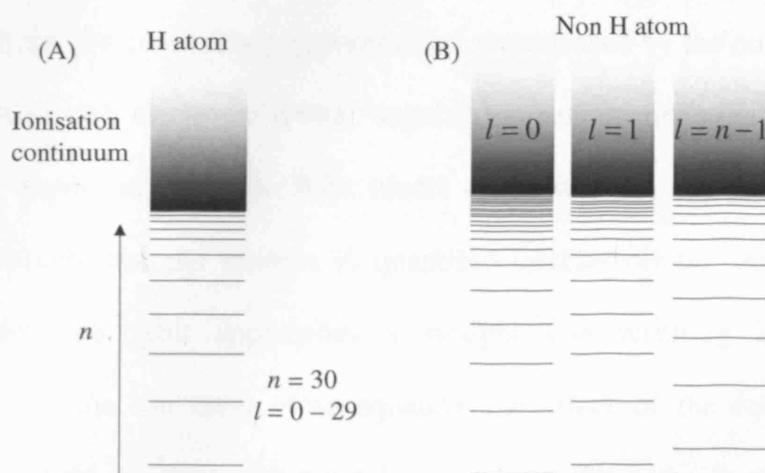 (A)
H atom
(B)
Non H atom
Ionisation
continuum
l = 0
l = 1
l = n-1
n
n = 30
l = 0 – 29